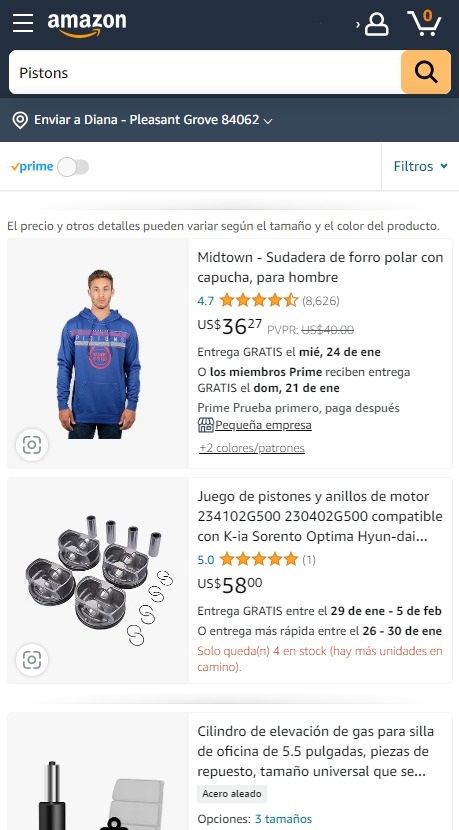 amazon
0
Pistons
Enviar a Diana - Pleasant Grove 84062
prime
Filtros
El precio y otros detalles pueden variar según el tamaño y el color del producto.
Midtown - Sudadera de forro polar con
capucha, para hombre
4.7 (8,626)
US$3627 PVPR: US$40.00
Entrega GRATIS el mié, 24 de ene
O los miembros Prime reciben entrega
GRATIS el dom, 21 de ene
Prime Prueba primero, paga después
Pequeña empresa
+2 colores/patrones
PISTONS
Juego de pistones y anillos de motor
234102G500 230402G500 compatible
con K-ia Sorento Optima Hyun-dai...
5.0 (1)
US$5800
Entrega GRATIS entre el 29 de ene - 5 de feb
O entrega más rápida entre el 26 - 30 de ene
Solo queda(n) 4 en stock (hay más unidades en
camino).
Cilindro de elevación de gas para silla
de oficina de 5.5 pulgadas, piezas de
repuesto, tamaño universal que se...
Acero aleado
Opciones: 3 tamaños